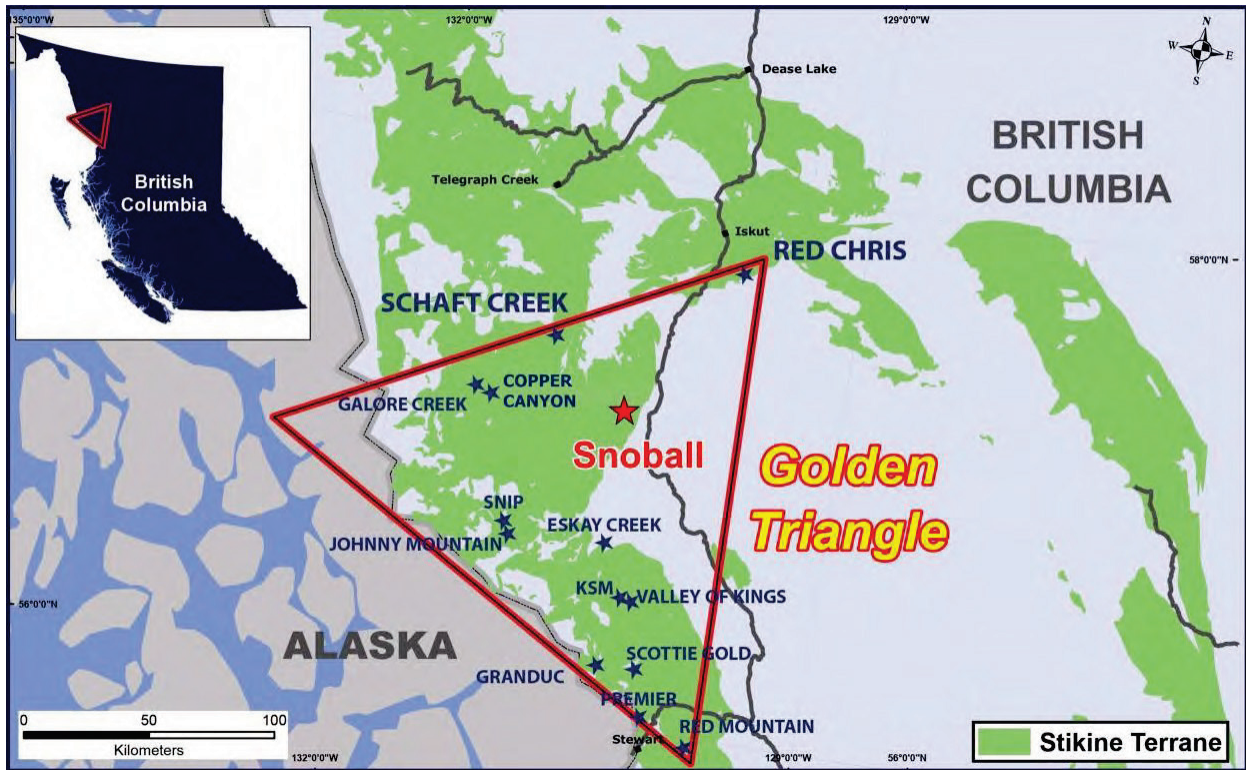 135°0'0"W
132°0'0"W
129°0'0"W
N
W
E
S
Dease Lake
BRITISH
COLUMBIA
British
Columbia
Telegraph Creek
Iskut
RED CHRIS
58°0'0"N
SCHAFT CREEK
COPPER
CANYON
GALORE CREEK
Snoball
Golden
Triangle
SNIP
ESKAY CREEK
JOHNNY MOUNTAIN
KSM
VALLEY OF KINGS
56°0'0"N
ALASKA
SCOTTIE GOLD
GRANDUC
PREMIER
RED MOUNTAIN
Stewart
0 50 100
Kilometers
Stikine Terrane
132°0'0"W
129°0'0"W
56°0'0"N